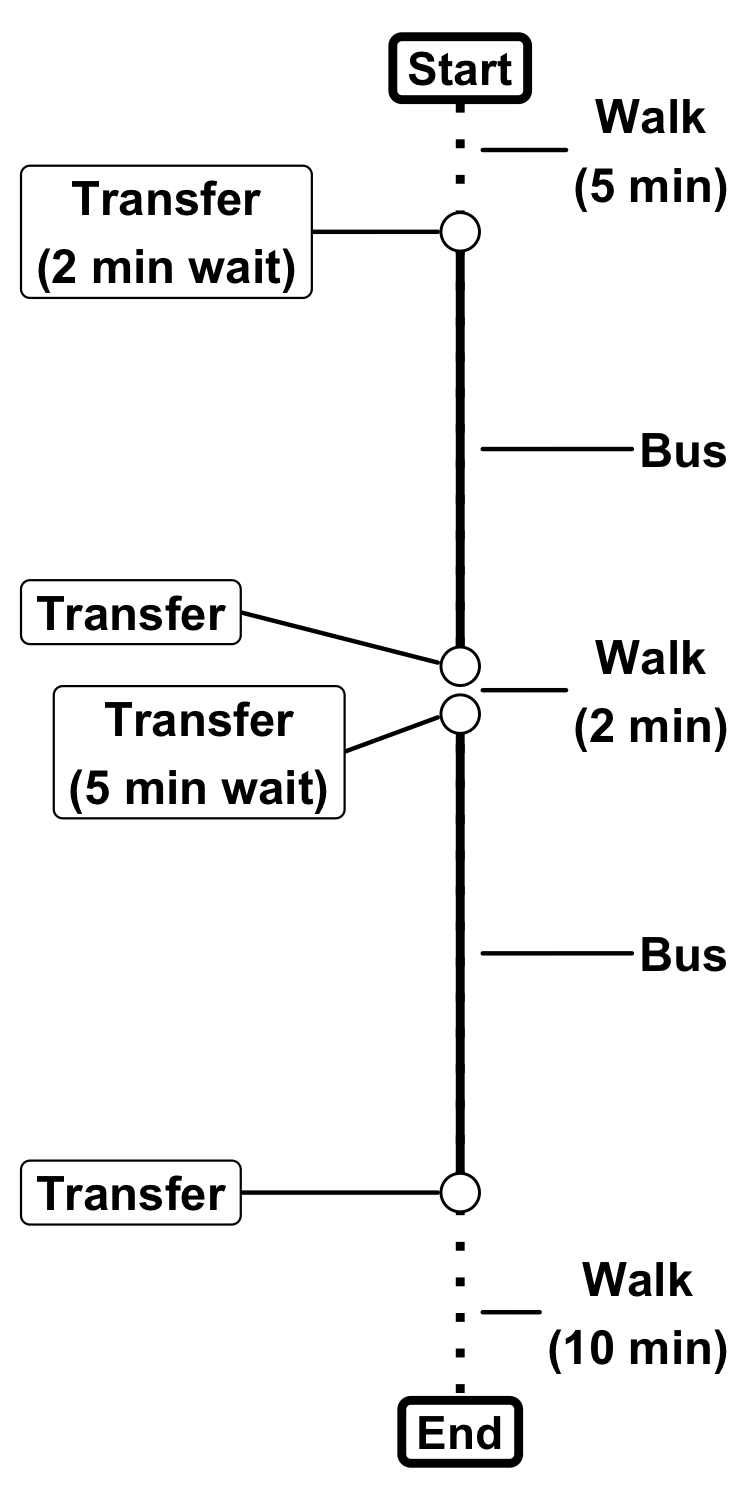 Start
Walk
(5 min)
Transfer
(2 min wait)
Bus
Transfer
Walk
(2 min)
Transfer
(5 min wait)
Bus
Transfer
Walk
(10 min)
End